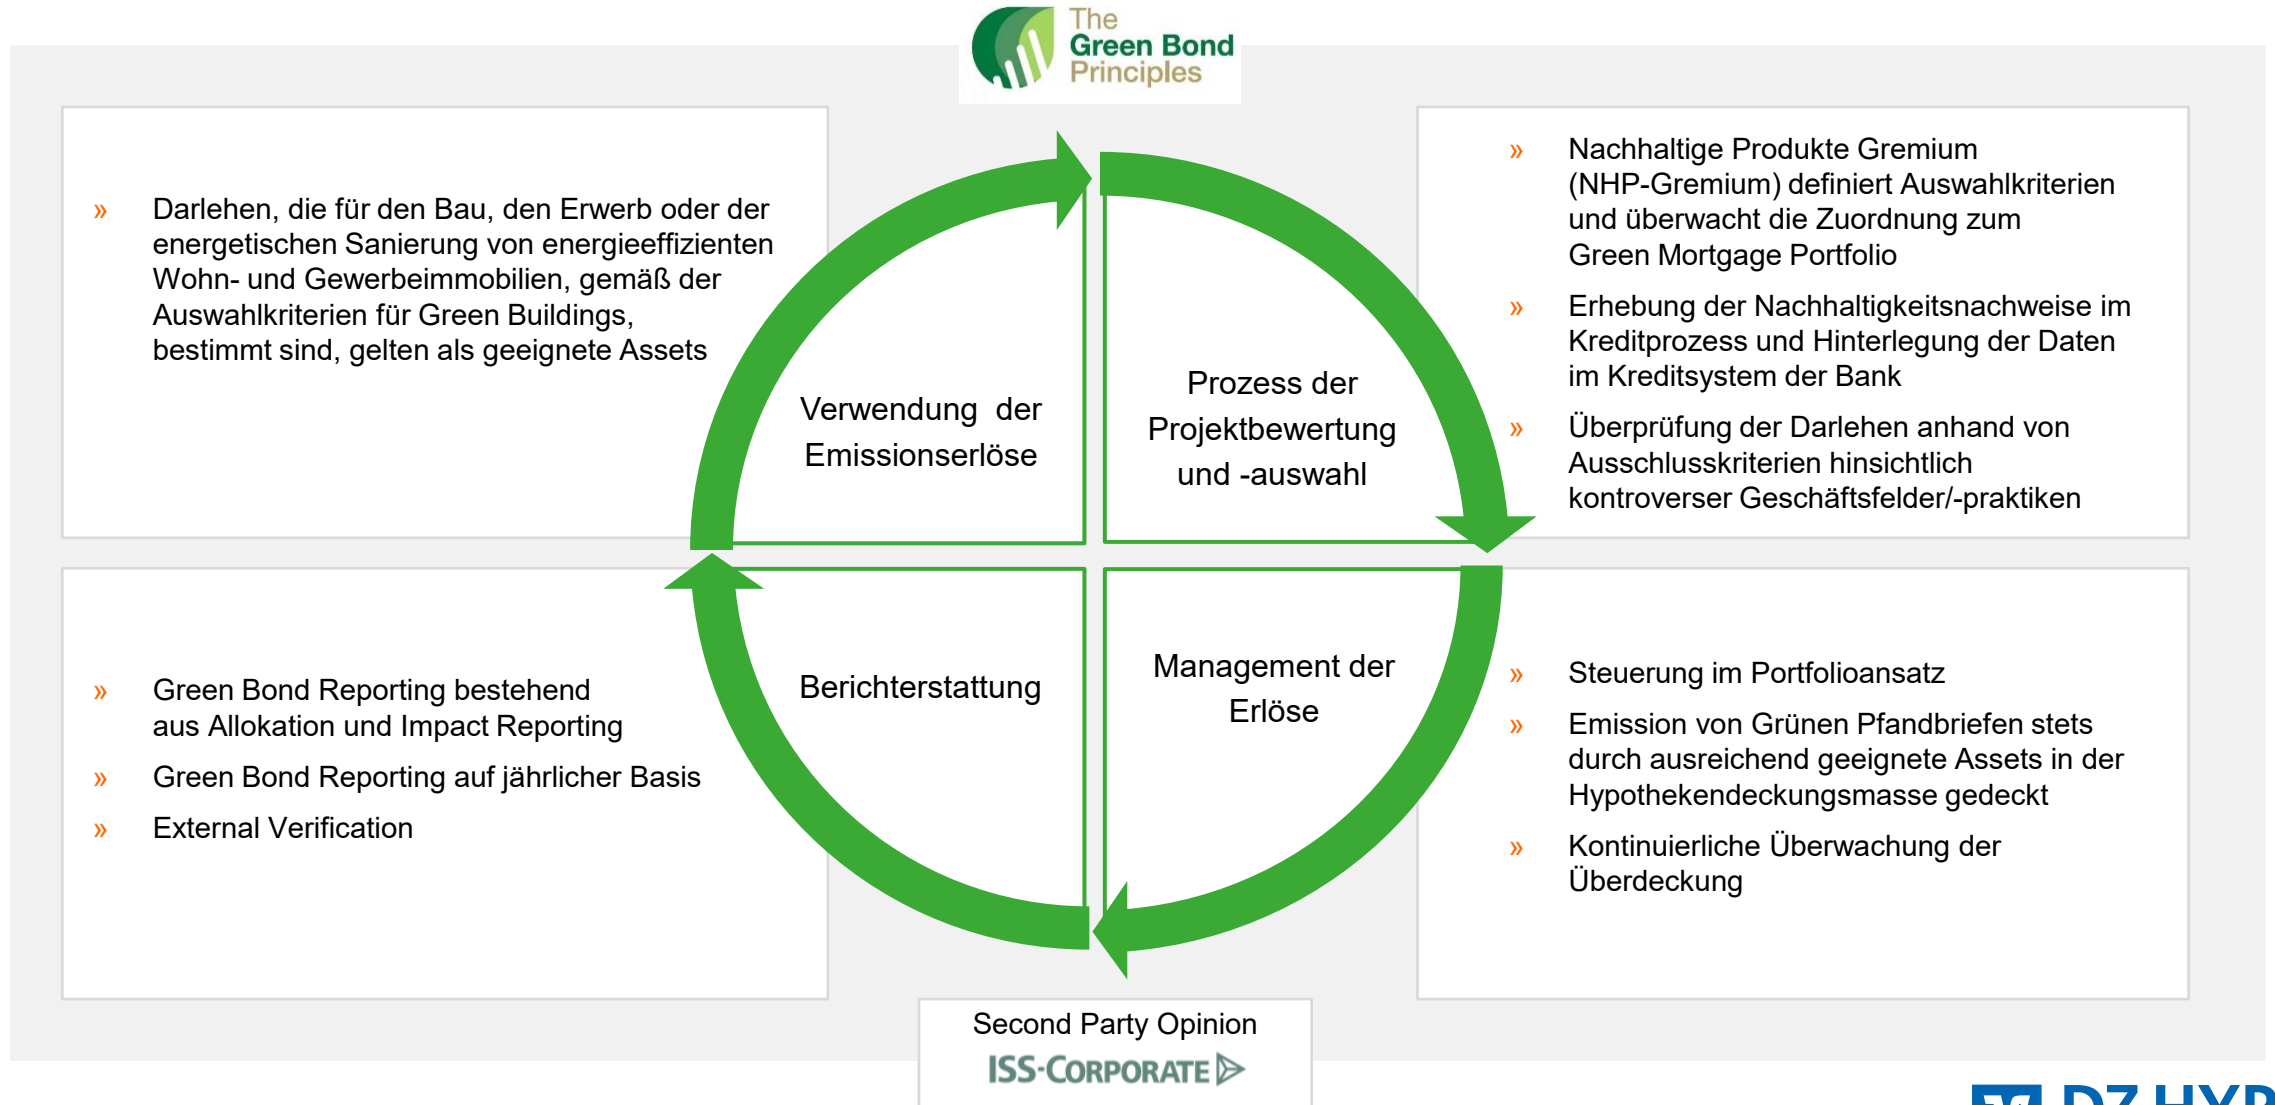 The
Green Bond
Principles
» Darlehen, die für den Bau, den Erwerb oder der
energetischen Sanierung von energieeffizienten
Wohn- und Gewerbeimmobilien, gemäß der
Auswahlkriterien für Green Buildings,
bestimmt sind, gelten als geeignete Assets
Verwendung der
Emissionserlöse
Prozess der
Projektbewertung
und -auswahl
» Nachhaltige Produkte Gremium
(NHP-Gremium) definiert Auswahlkriterien
und überwacht die Zuordnung zum
Green Mortgage Portfolio
» Erhebung der Nachhaltigkeitsnachweise im
Kreditprozess und Hinterlegung der Daten
im Kreditsystem der Bank
» Überprüfung der Darlehen anhand von
Ausschlusskriterien hinsichtlich
kontroverser Geschäftsfelder/-praktiken
» Green Bond Reporting bestehend
aus Allokation und Impact Reporting
» Green Bond Reporting auf jährlicher Basis
» External Verification
Berichterstattung
Management der
Erlöse
» Steuerung im Portfolioansatz
» Emission von Grünen Pfandbriefen stets
durch ausreichend geeignete Assets in der
Hypothekendeckungsmasse gedeckt
» Kontinuierliche Überwachung der
Überdeckung
Second Party Opinion
ISS-CORPORATE
DZ HYP